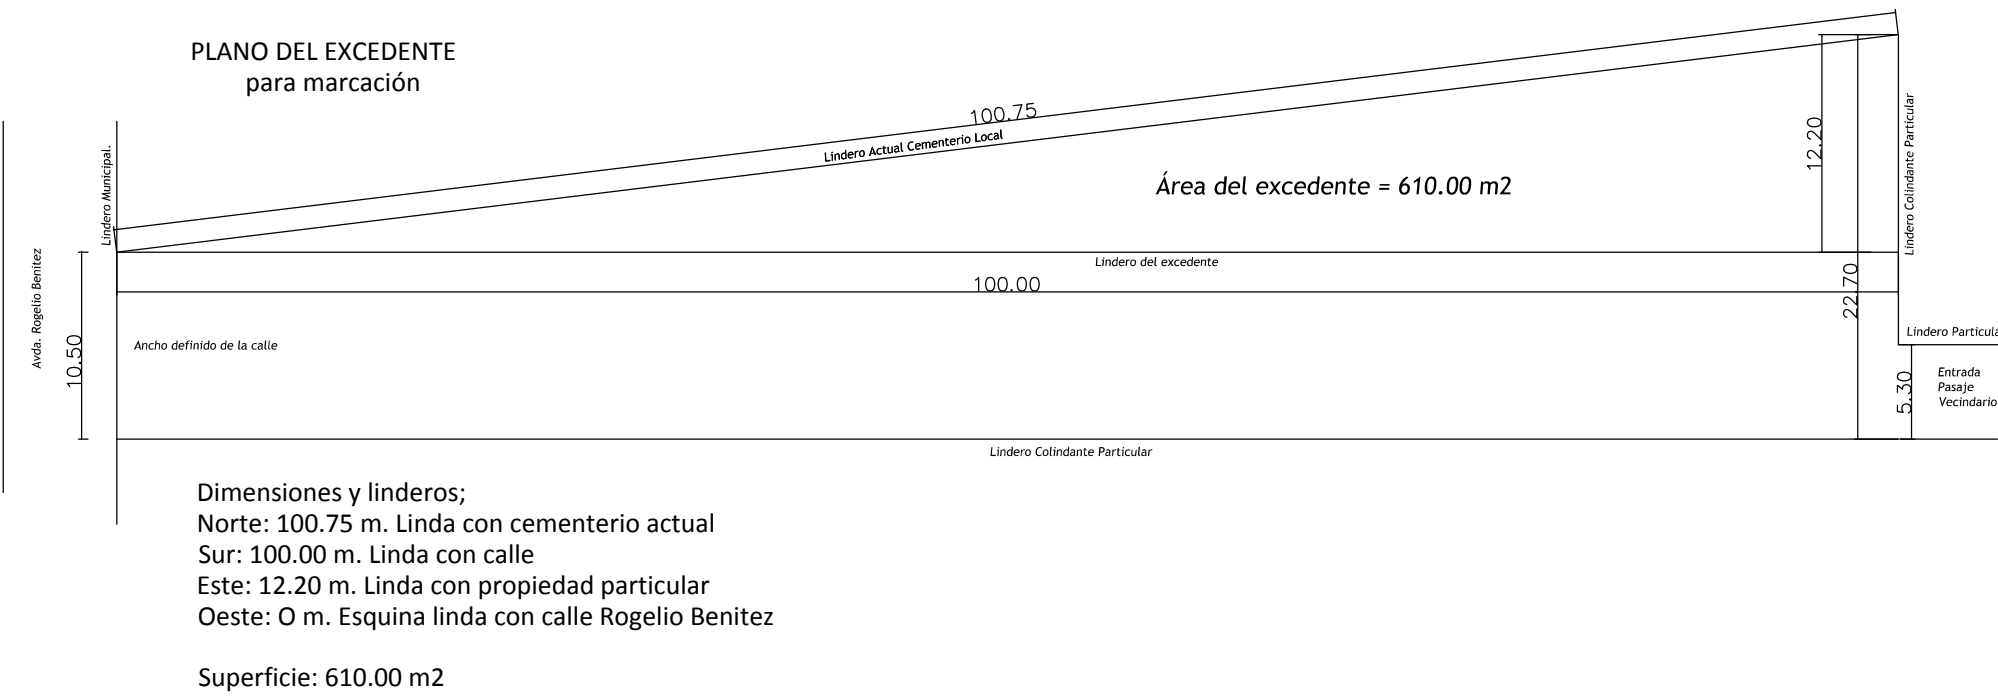 PLANO DEL EXCEDENTE
para marcación
100.75
Lindero Actual Cementerio Local
Área del excedente = 610.00 m2
12.20
Lindero Colindante Particular
Lindero Municipal.
Avda. Rogelio Benitez
Lindero del excedente
100.00
22.70
10.50
Ancho definido de la calle
Lindero Particula
5.30
Entrada
Pasaje
Vecindario
Lindero Colindante Particular
Dimensiones y linderos;
Norte: 100.75 m. Linda con cementerio actual
Sur: 100.00 m. Linda con calle
Este: 12.20 m. Linda con propiedad particular
Oeste: O m. Esquina linda con calle Rogelio Benitez
Superficie: 610.00 m2